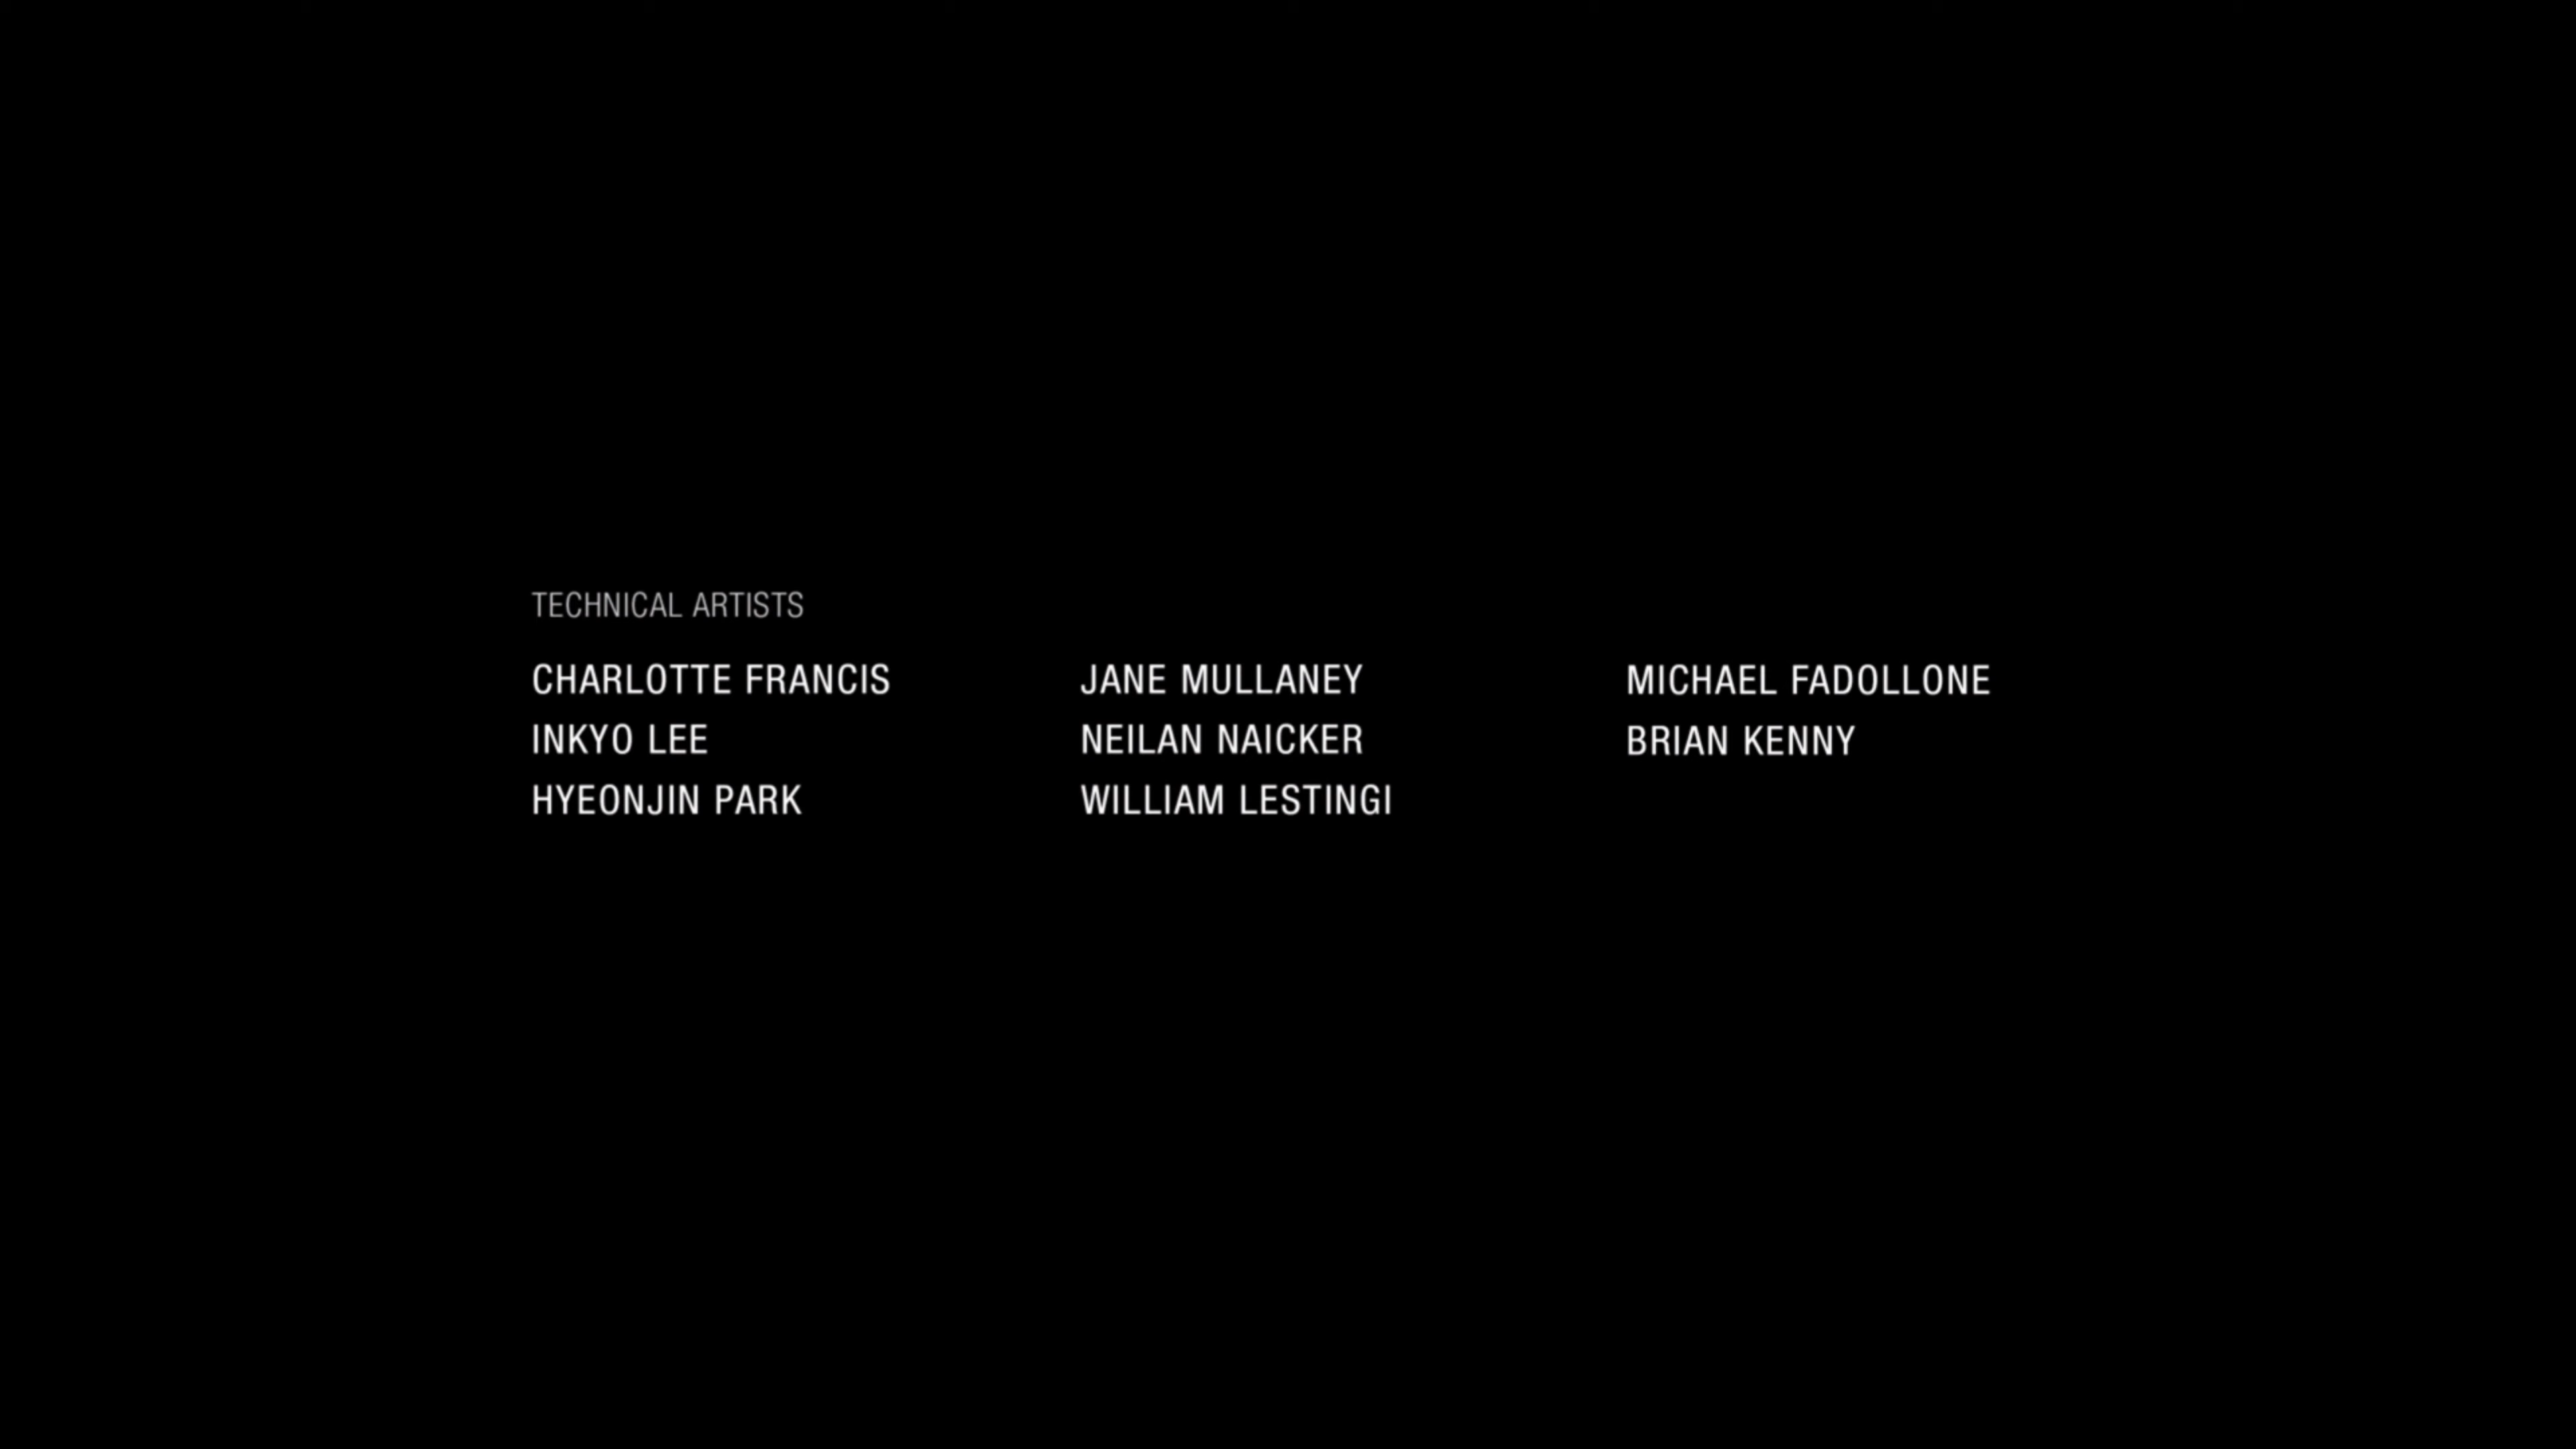 TECHNICAL ARTISTS
CHARLOTTE FRANCIS
INKYO LEE
HYEONJIN PARK
JANE MULLANEY
NEILAN NAICKER
WILLIAM LESTINGI
MICHAEL FADOLLONE
BRIAN KENNY